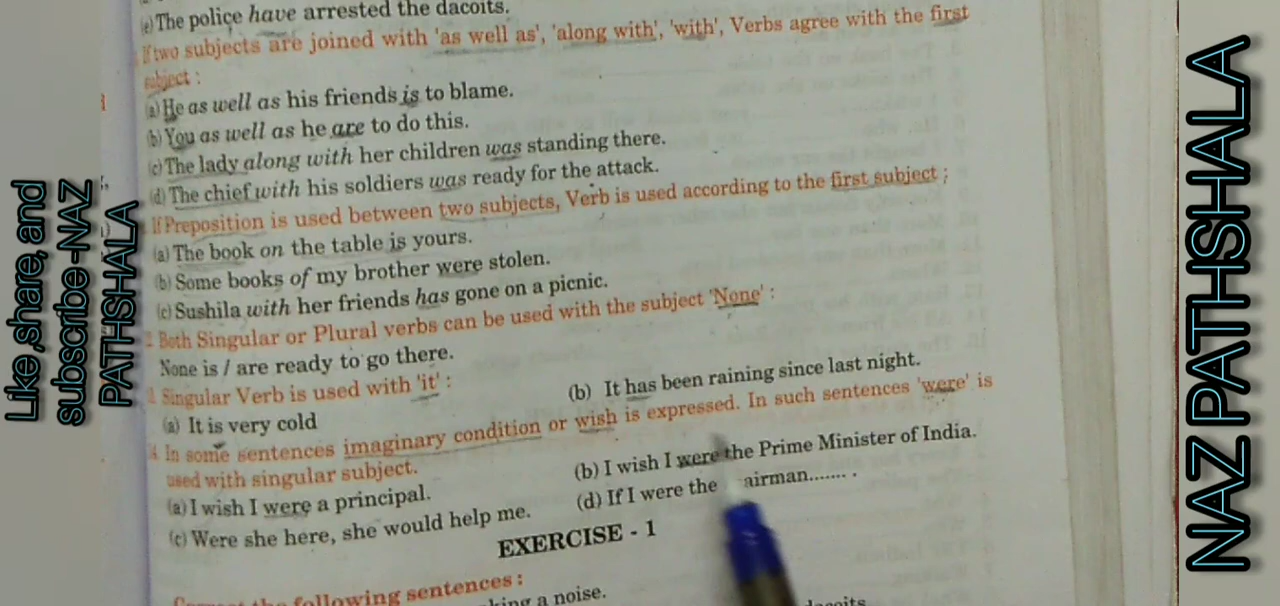 (e) The police have arrested the dacoits.
If two subjects are joined with 'as well as', 'along with', 'with', Verbs agree with the first
subject :
(a) He as well as his friends is to blame.
(b) You as well as he are to do this.
(c) The lady along with her children was standing there.
(d) The chief with his soldiers was ready for the attack.
If Preposition is used between two subjects, Verb is used according to the first subject ;
(a) The book on the table is yours.
(b) Some books of my brother were stolen.
(c) Sushila with her friends has gone on a picnic.
Both Singular or Plural verbs can be used with the subject 'None' :
None is / are ready to go there.
Singular Verb is used with 'it' :
(a) It is very cold
(b) It has been raining since last night.
In some sentences imaginary condition or wish is expressed. In such sentences 'were' is
used with singular subject.
(a) I wish I were a principal.
(b) I wish I were the Prime Minister of India.
(c) Were she here, she would help me.
(d) If I were the airman....... .
EXERCISE - 1
the following sentences :
a noise.
dacoits
Like ,share, and
subscribe -NAZ
PATHSHALA
NAZ PATHSHALA